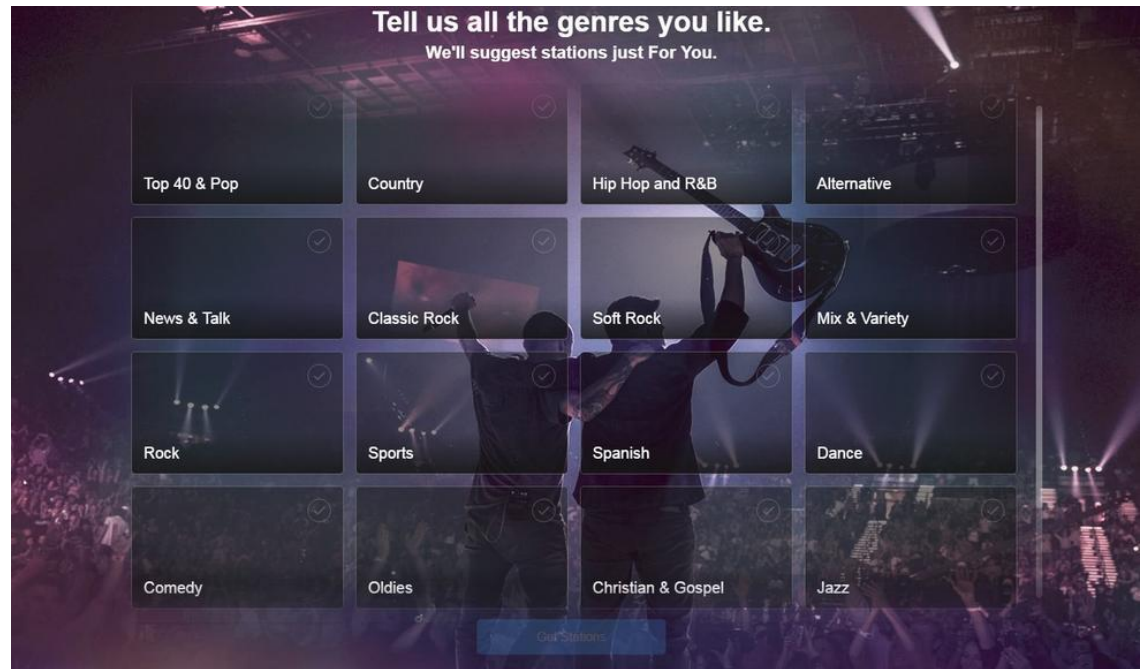 Tell us all the genres you like.
We'll suggest stations just For You.
Top 40 & Pop
Country
Hip Hop and R&B
Alternative
News & Talk
Classic Rock
Soft Rock
Mix & Variety
Rock
Sports
Spanish
Dance
Comedy
Oldies
Christian & Gospel
Jazz
Get Stations